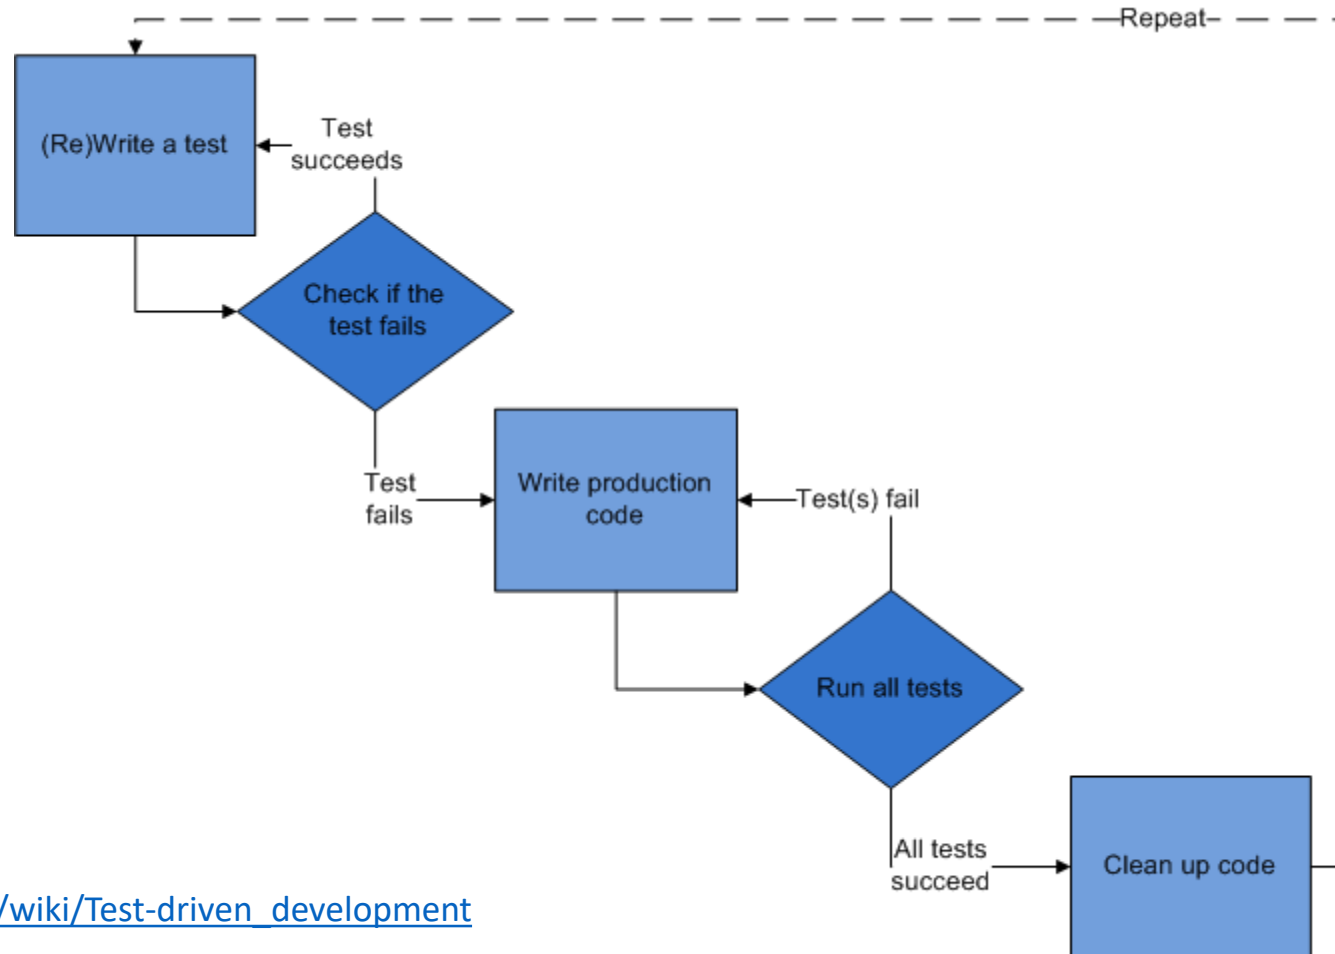 Repeat
(Re)Write a test
Test
succeeds
Check if the
test fails
Test
fails
Write production
code
Test(s) fail
Run all tests
All tests
succeed
Clean up code
/wiki/Test-driven_development